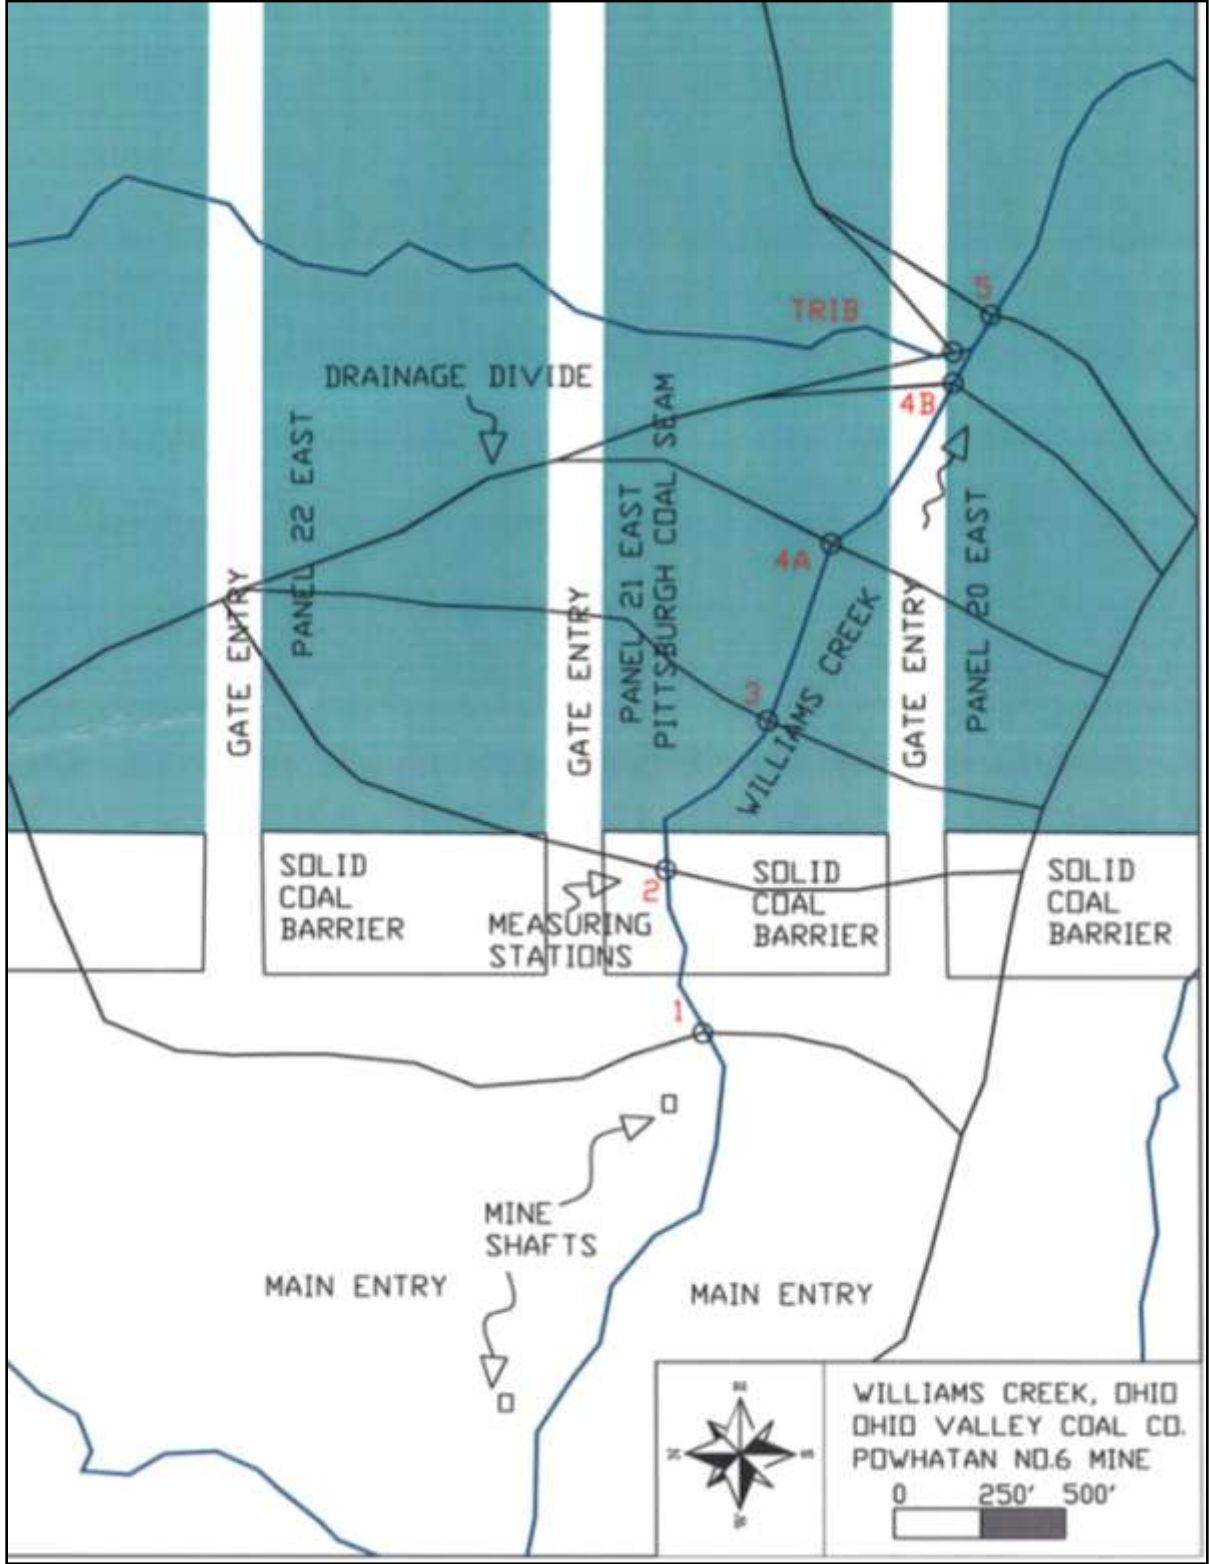 5
TRIB
DRAINAGE DIVIDE
4B
PANEL 22 EAST
PANEL 21 EAST
PITTSBURGH COAL SEAM
PANEL 20 EAST
4A
GATE ENTRY
GATE ENTRY
GATE ENTRY
WILLIAMS CREEK
3
SOLID
COAL
BARRIER
SOLID
COAL
BARRIER
SOLID
COAL
BARRIER
2
MEASURING
STATIONS
1
MINE
SHAFTS
MAIN ENTRY
MAIN ENTRY
WILLIAMS CREEK, OHIO
OHIO VALLEY COAL CO.
POWHATAN NO.6 MINE
0 250' 500'
N
S